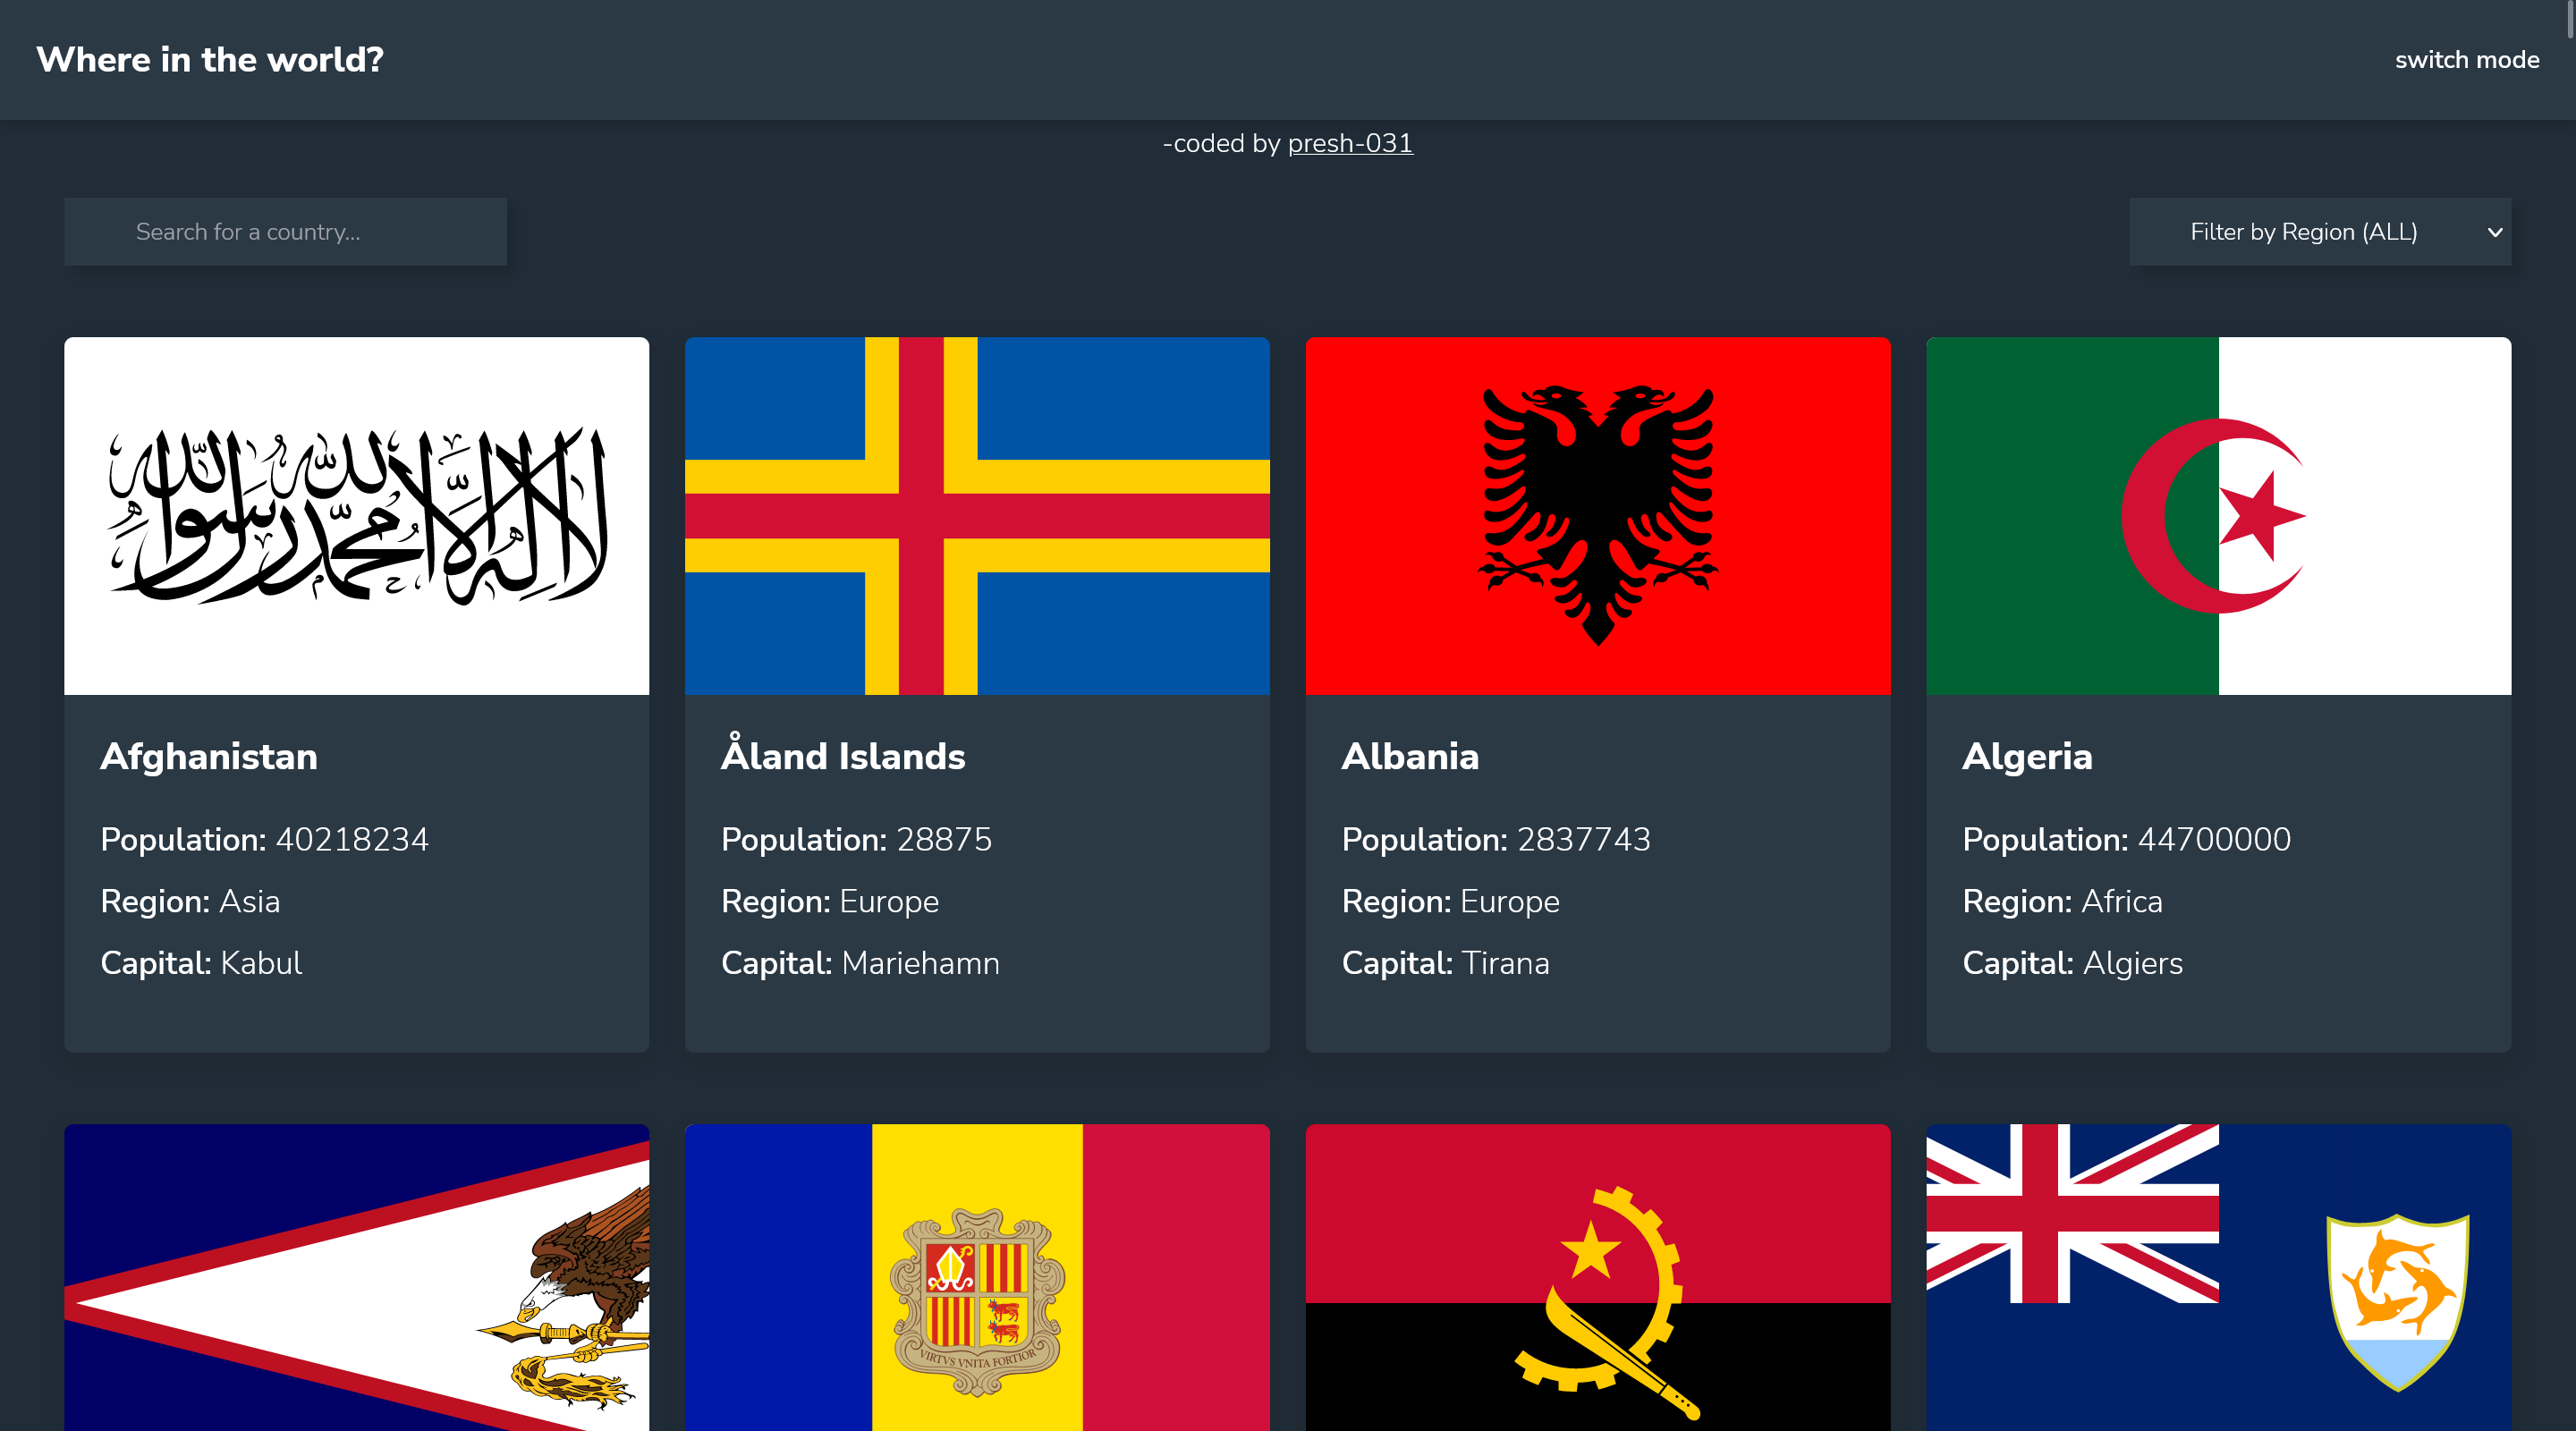 Where in the world?
switch mode
-coded by presh-031
Search for a country...
Filter by Region (ALL)
لا إله إلا الله محمد رسول الله
Afghanistan
Population: 40218234
Region: Asia
Capital: Kabul
Åland Islands
Population: 28875
Region: Europe
Capital: Mariehamn
Albania
Population: 2837743
Region: Europe
Capital: Tirana
Algeria
Population: 44700000
Region: Africa
Capital: Algiers
VIRTVS VNITA FORTIOR